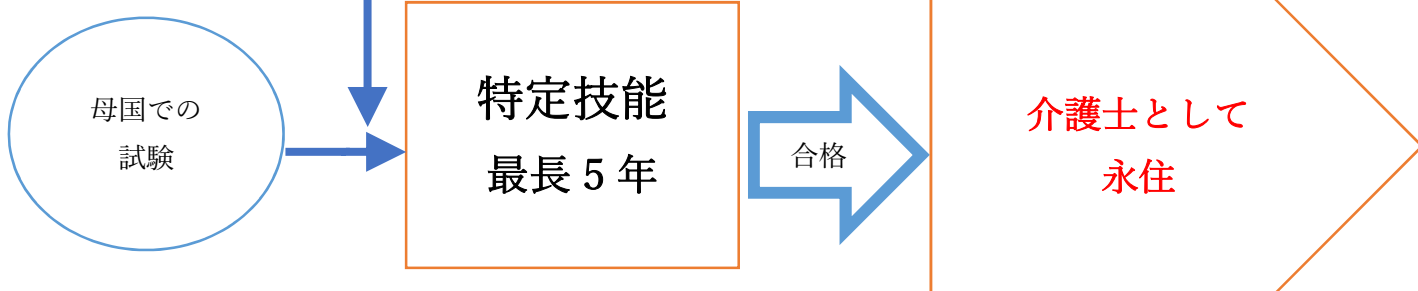 母国での
試験
特定技能
最長 5 年
合格
介護士として
永住